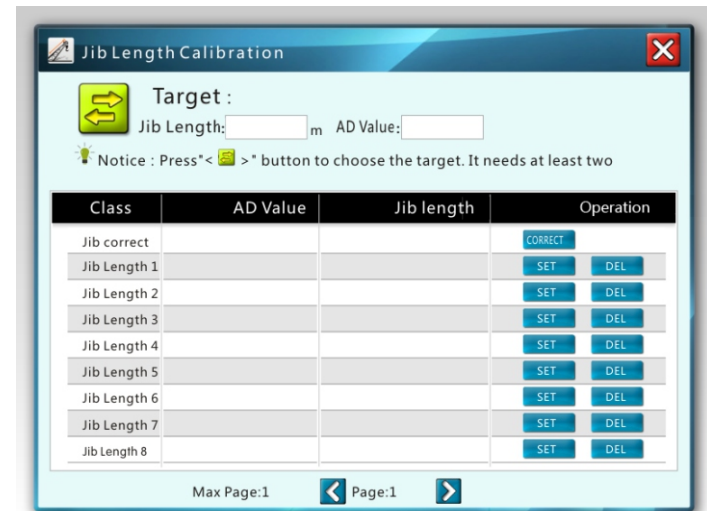 Jib Length Calibration
Target :
Jib Length: m AD Value:
Notice : Press"< >" button to choose the target. It needs at least two
Class AD Value Jib length Operation
Jib correct CORRECT
Jib Length 1 SET DEL
Jib Length 2 SET DEL
Jib Length 3 SET DEL
Jib Length 4 SET DEL
Jib Length 5 SET DEL
Jib Length 6 SET DEL
Jib Length 7 SET DEL
Jib Length 8 SET DEL
Max Page:1 Page:1